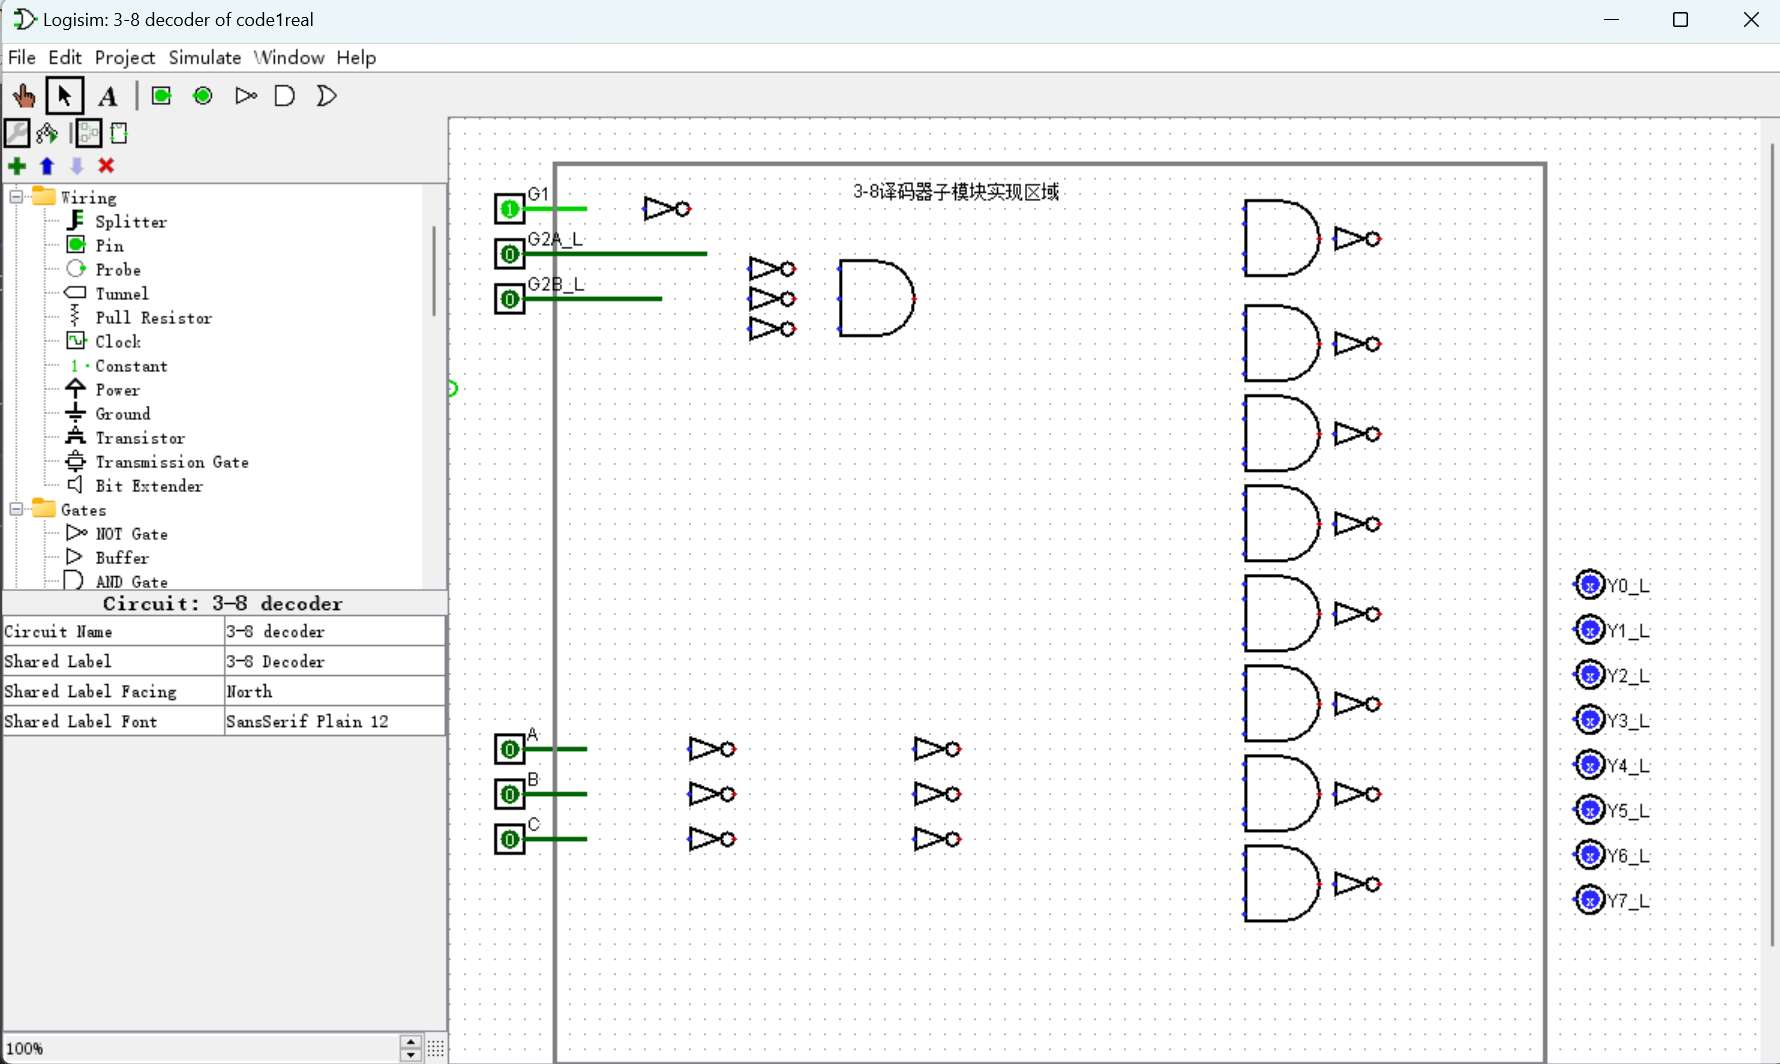 Logisim: 3-8 decoder of code1real
File Edit Project Simulate Window Help
A
Wiring
Splitter
Pin
Probe
Tunnel
Pull Resistor
Clock
1 Constant
Power
Ground
Transistor
Transmission Gate
Bit Extender
Gates
NOT Gate
Buffer
AND Gate
Circuit: 3-8 decoder
Circuit Name 3-8 decoder
Shared Label 3-8 Decoder
Shared Label Facing North
Shared Label Font SansSerif Plain 12
100%
3-8译码器子模块实现区域
1 G1
0 G2A_L
0 G2B_L
0 A
0 B
0 C
x Y0_L
x Y1_L
x Y2_L
x Y3_L
x Y4_L
x Y5_L
x Y6_L
x Y7_L